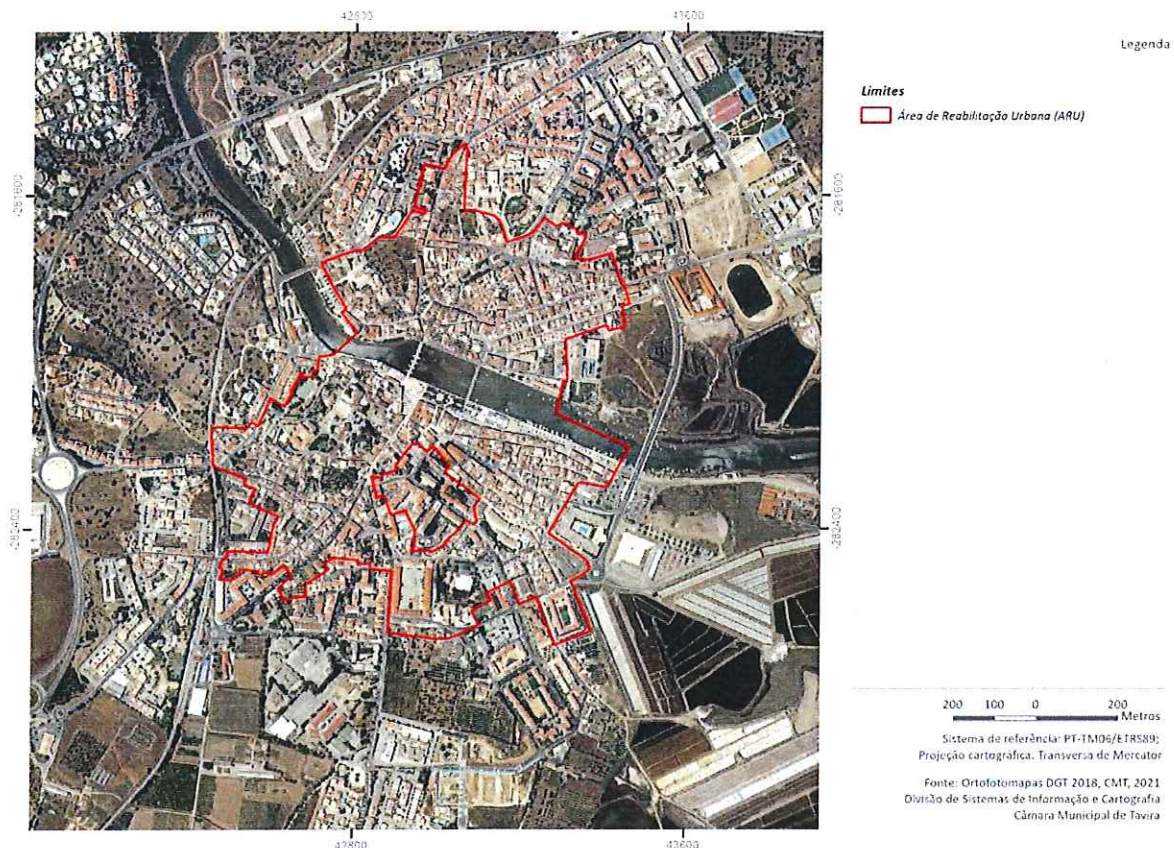 42800
43600
Legenda
Limites
Área de Reabilitação Urbana (ARU)
-281600
-281600
-282400
-282400
200 100 0 200
Metros
Sistema de referência: PT-TM06/ETRS89;
Projeção cartográfica: Transversa de Mercator
Fonte: Ortofotomapas DGT 2018, CMT, 2021
Divisão de Sistemas de Informação e Cartografia
Câmara Municipal de Tavira
42800
43600